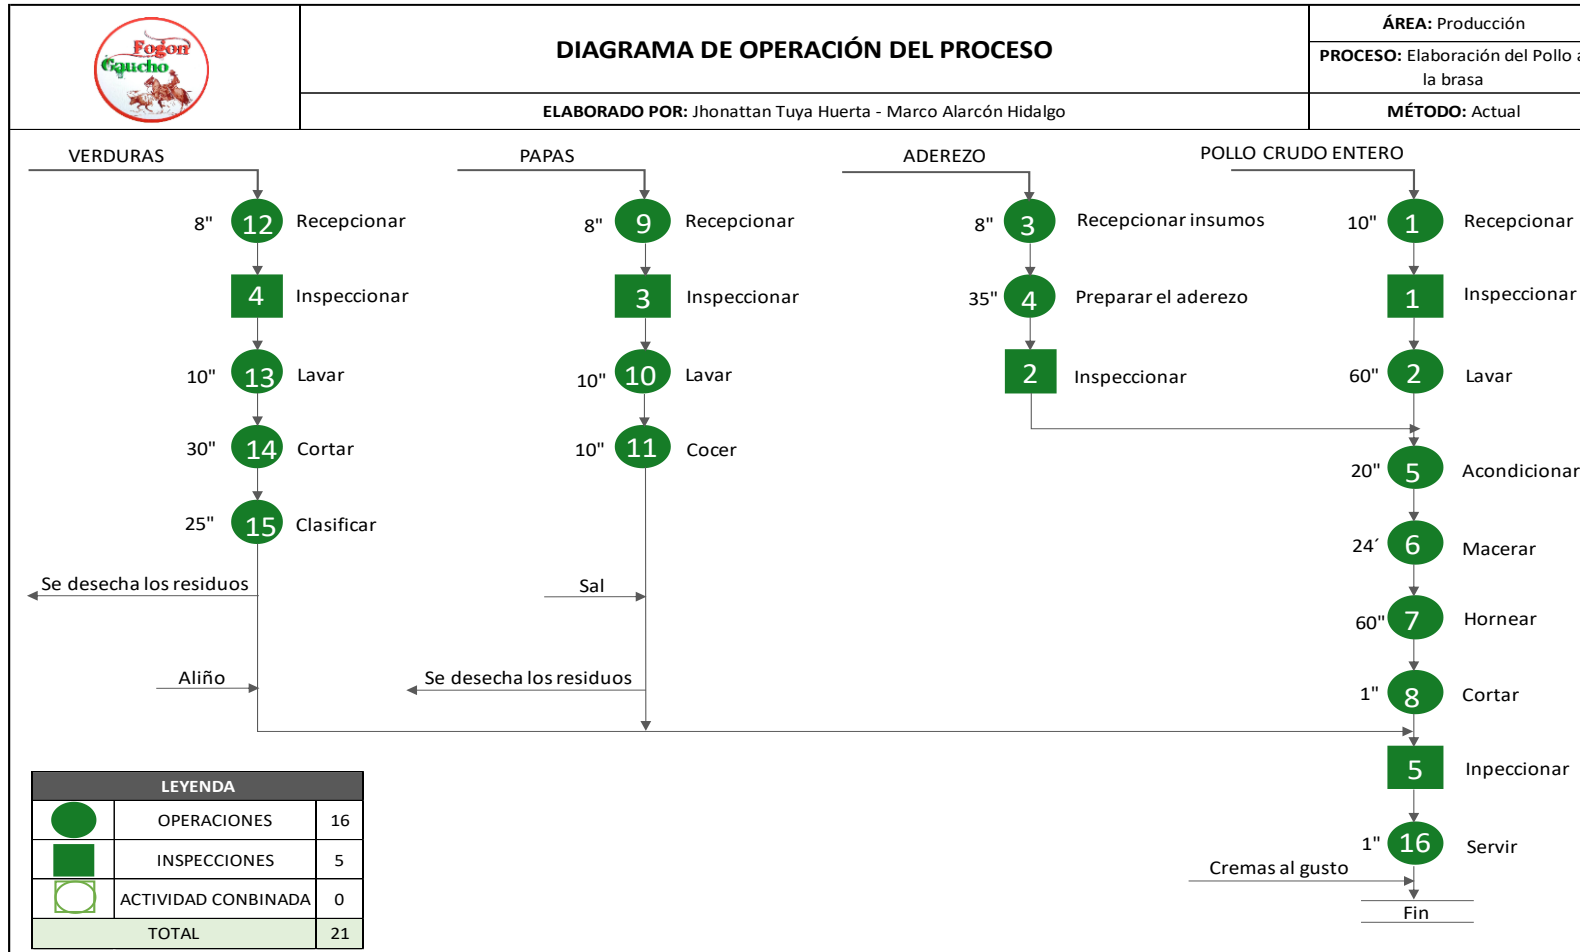 Fogon
Gaucho
DIAGRAMA DE OPERACIÓN DEL PROCESO
ÁREA: Producción
PROCESO: Elaboración del Pollo a
la brasa
ELABORADO POR: Jhonattan Tuya Huerta - Marco Alarcón Hidalgo
MÉTODO: Actual
VERDURAS
8" 12 Recepcionar
4 Inspeccionar
10" 13 Lavar
30" 14 Cortar
25" 15 Clasificar
Se desecha los residuos
Aliño
PAPAS
8" 9 Recepcionar
3 Inspeccionar
10" 10 Lavar
10" 11 Cocer
Sal
Se desecha los residuos
ADEREZO
8" 3 Recepcionar insumos
35" 4 Preparar el aderezo
2 Inspeccionar
POLLO CRUDO ENTERO
10" 1 Recepcionar
1 Inspeccionar
60" 2 Lavar
20" 5 Acondicionar
24´ 6 Macerar
60" 7 Hornear
1" 8 Cortar
5 Inpeccionar
1" 16 Servir
Cremas al gusto
Fin
LEYENDA
OPERACIONES 16
INSPECCIONES 5
ACTIVIDAD CONBINADA 0
TOTAL 21